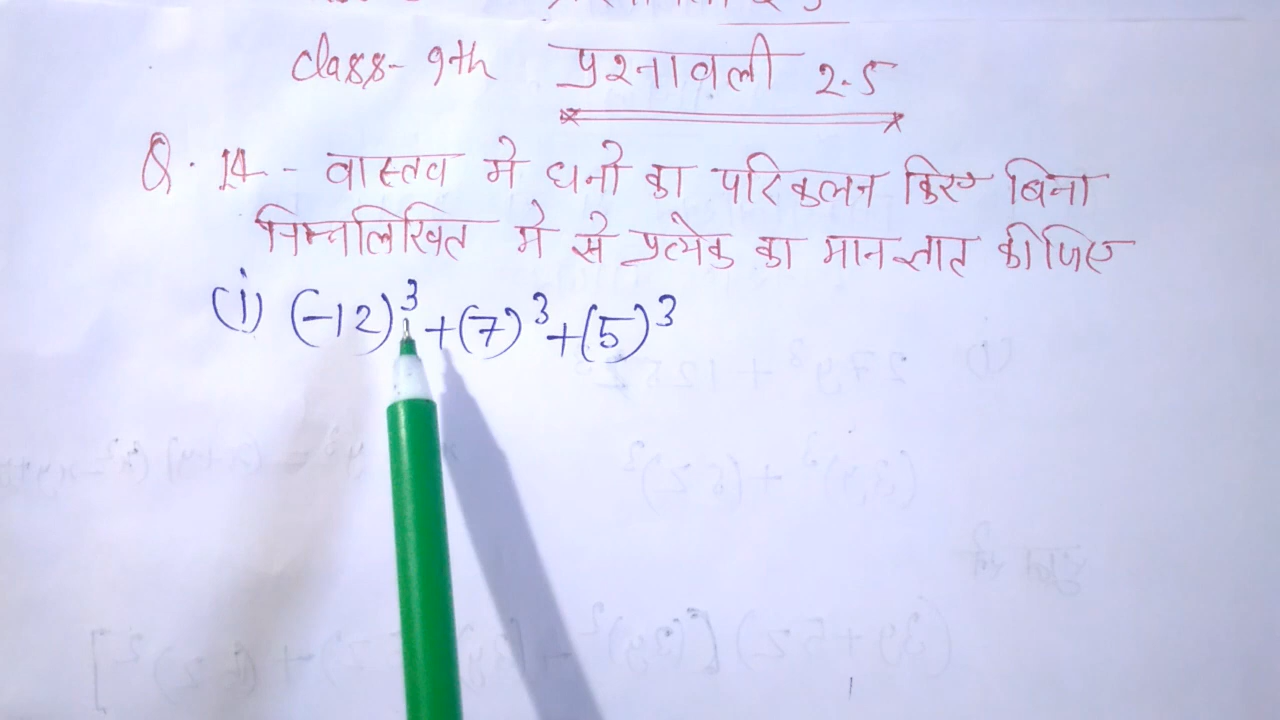 class- 9th प्रश्नावली 2.5
Q. 14 - वास्तव मे घनो का परिकलन किए बिना
निम्नलिखित मे से प्रत्येक का मान ज्ञात कीजिए
(i) (-12)³+(7)³+(5)³